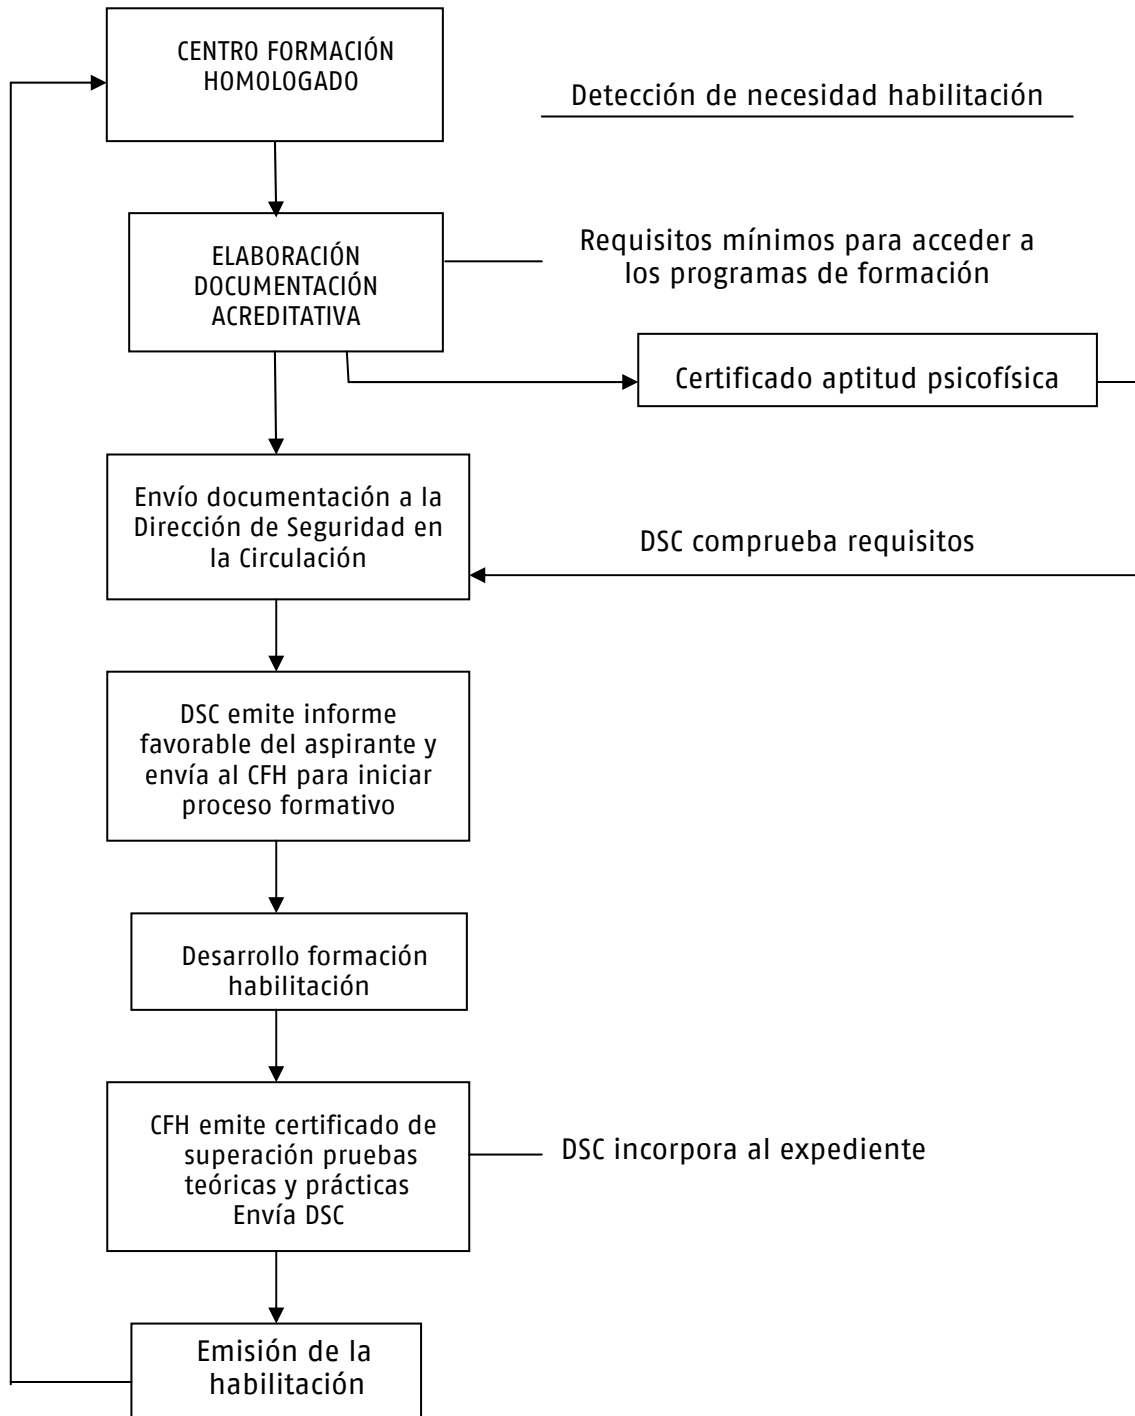 CENTRO FORMACIÓN
HOMOLOGADO
Detección de necesidad habilitación
ELABORACIÓN
DOCUMENTACIÓN
ACREDITATIVA
Requisitos mínimos para acceder a
los programas de formación
Certificado aptitud psicofísica
Envío documentación a la
Dirección de Seguridad en
la Circulación
DSC comprueba requisitos
DSC emite informe
favorable del aspirante y
envía al CFH para iniciar
proceso formativo
Desarrollo formación
habilitación
CFH emite certificado de
superación pruebas
teóricas y prácticas
Envía DSC
DSC incorpora al expediente
Emisión de la
habilitación